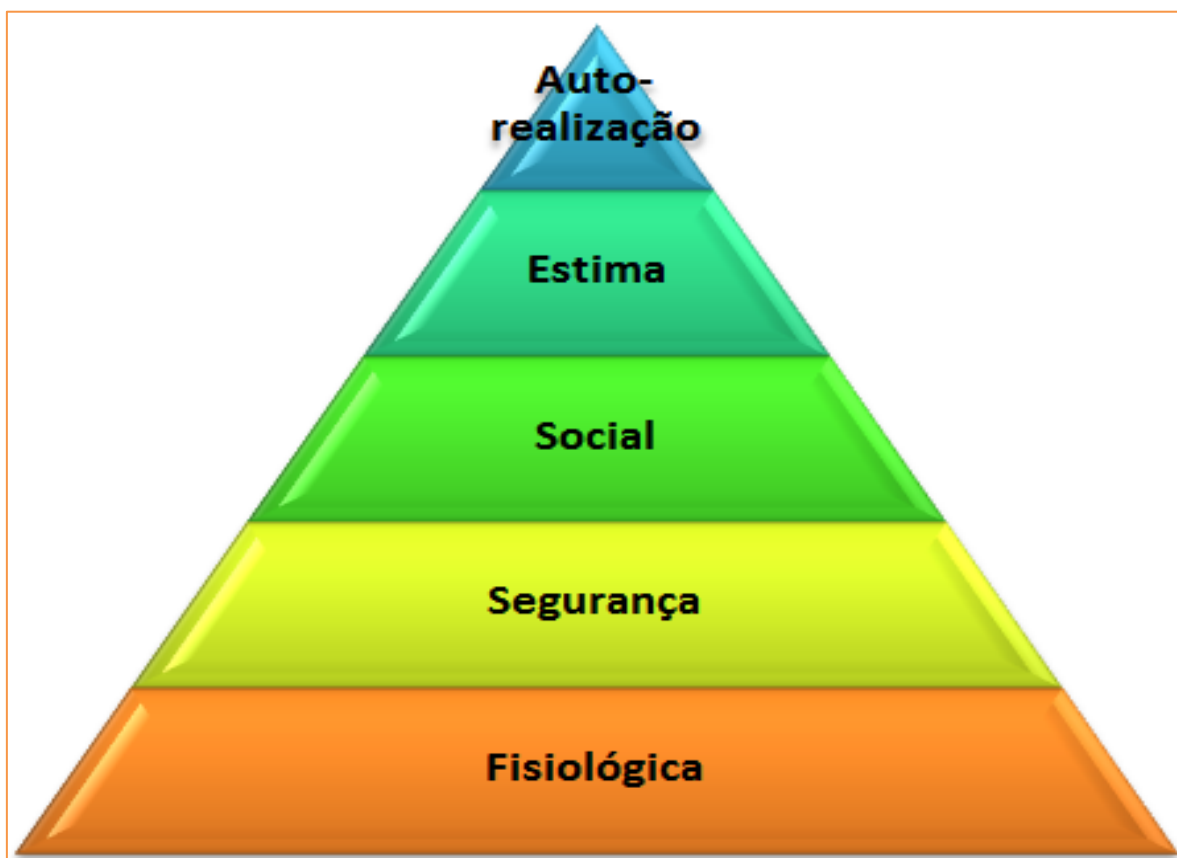 Auto-
realização
Estima
Social
Segurança
Fisiológica